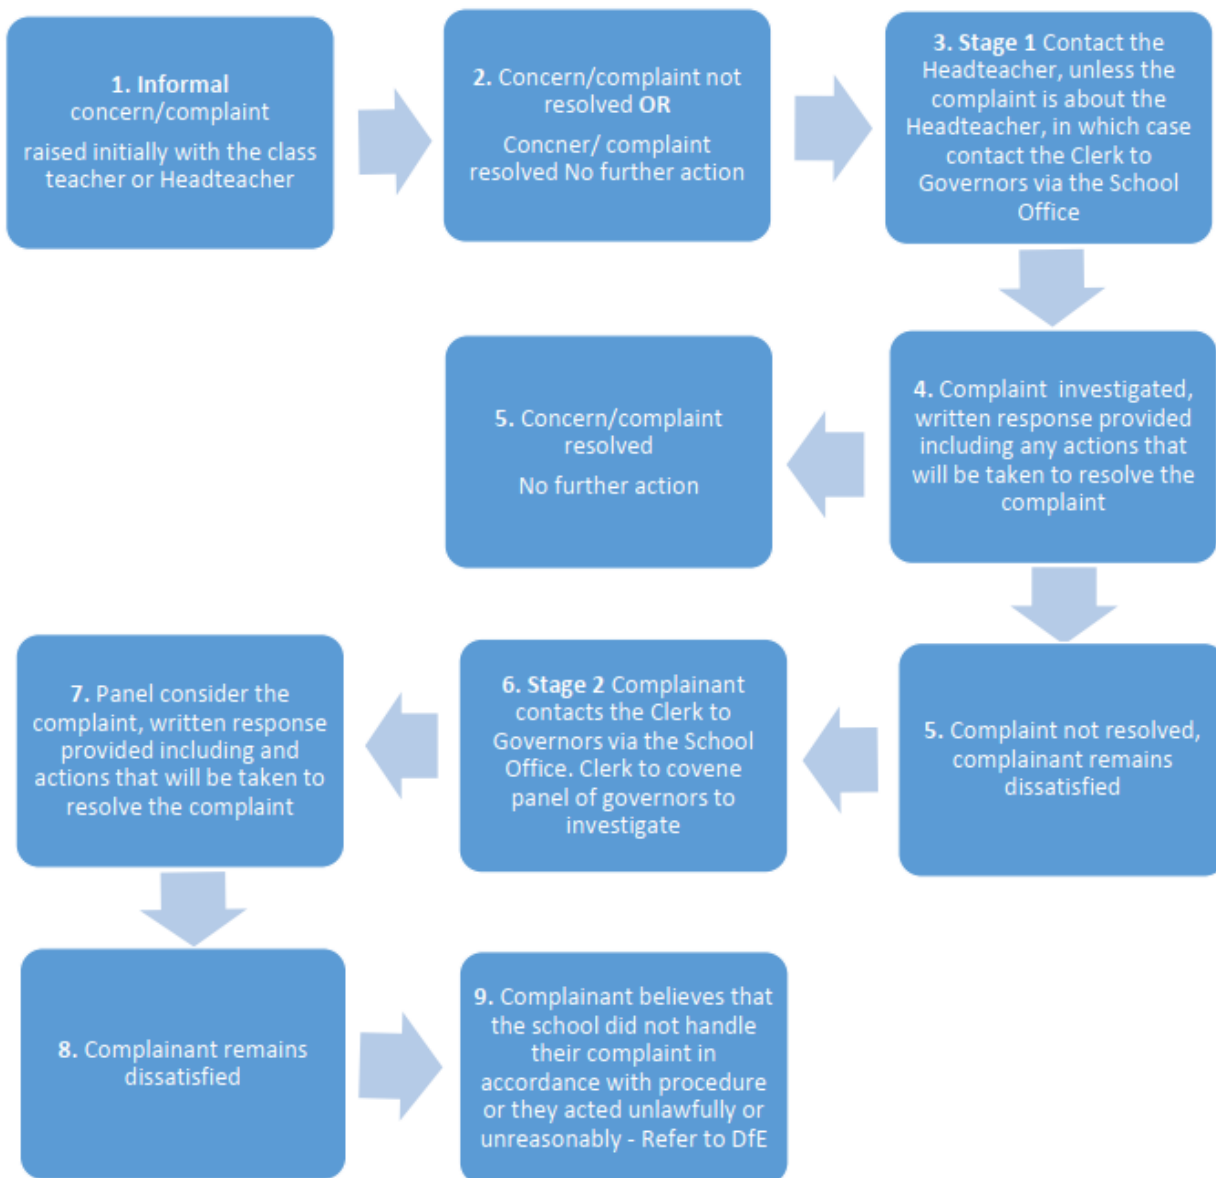 1. Informal
concern/complaint
raised initially with the class
teacher or Headteacher
2. Concern/complaint not
resolved OR
Concner/ complaint
resolved No further action
3. Stage 1 Contact the
Headteacher, unless the
complaint is about the
Headteacher, in which case
contact the Clerk to
Governors via the School
Office
4. Complaint investigated,
written response provided
including any actions that
will be taken to resolve the
complaint
5. Concern/complaint
resolved
No further action
5. Complaint not resolved,
complainant remains
dissatisfied
6. Stage 2 Complainant
contacts the Clerk to
Governors via the School
Office. Clerk to covene
panel of governors to
investigate
7. Panel consider the
complaint, written response
provided including and
actions that will be taken to
resolve the complaint
8. Complainant remains
dissatisfied
9. Complainant believes that
the school did not handle
their complaint in
accordance with procedure
or they acted unlawfully or
unreasonably - Refer to DfE